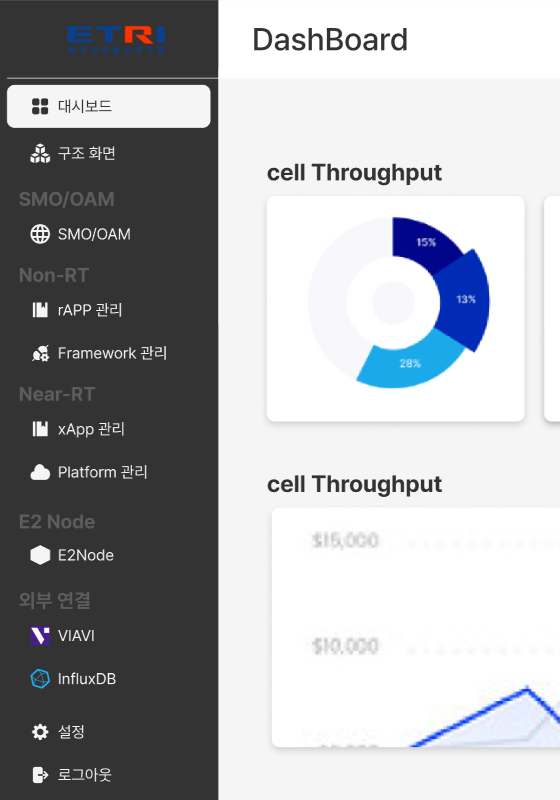 ETRI
DashBoard
대시보드
구조 화면
SMO/OAM
SMO/OAM
Non-RT
rAPP 관리
Framework 관리
Near-RT
xApp 관리
Platform 관리
E2 Node
E2Node
외부 연결
VIAVI
InfluxDB
설정
로그아웃
cell Throughput
15%
13%
28%
cell Throughput
$15,000
$10,000